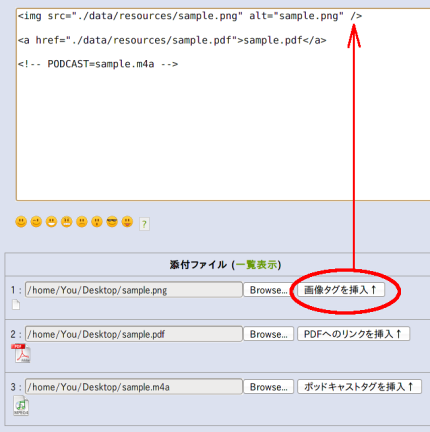 <img src="./data/resources/sample.png" alt="sample.png" />
<a href="./data/resources/sample.pdf">sample.pdf</a>
<!-- PODCAST=sample.m4a -->
?
添付ファイル (一覧表示)
1 : /home/You/Desktop/sample.png Browse... 画像タグを挿入↑
2 : /home/You/Desktop/sample.pdf Browse... PDFへのリンクを挿入↑
PDF
3 : /home/You/Desktop/sample.m4a Browse... ポッドキャストタグを挿入↑